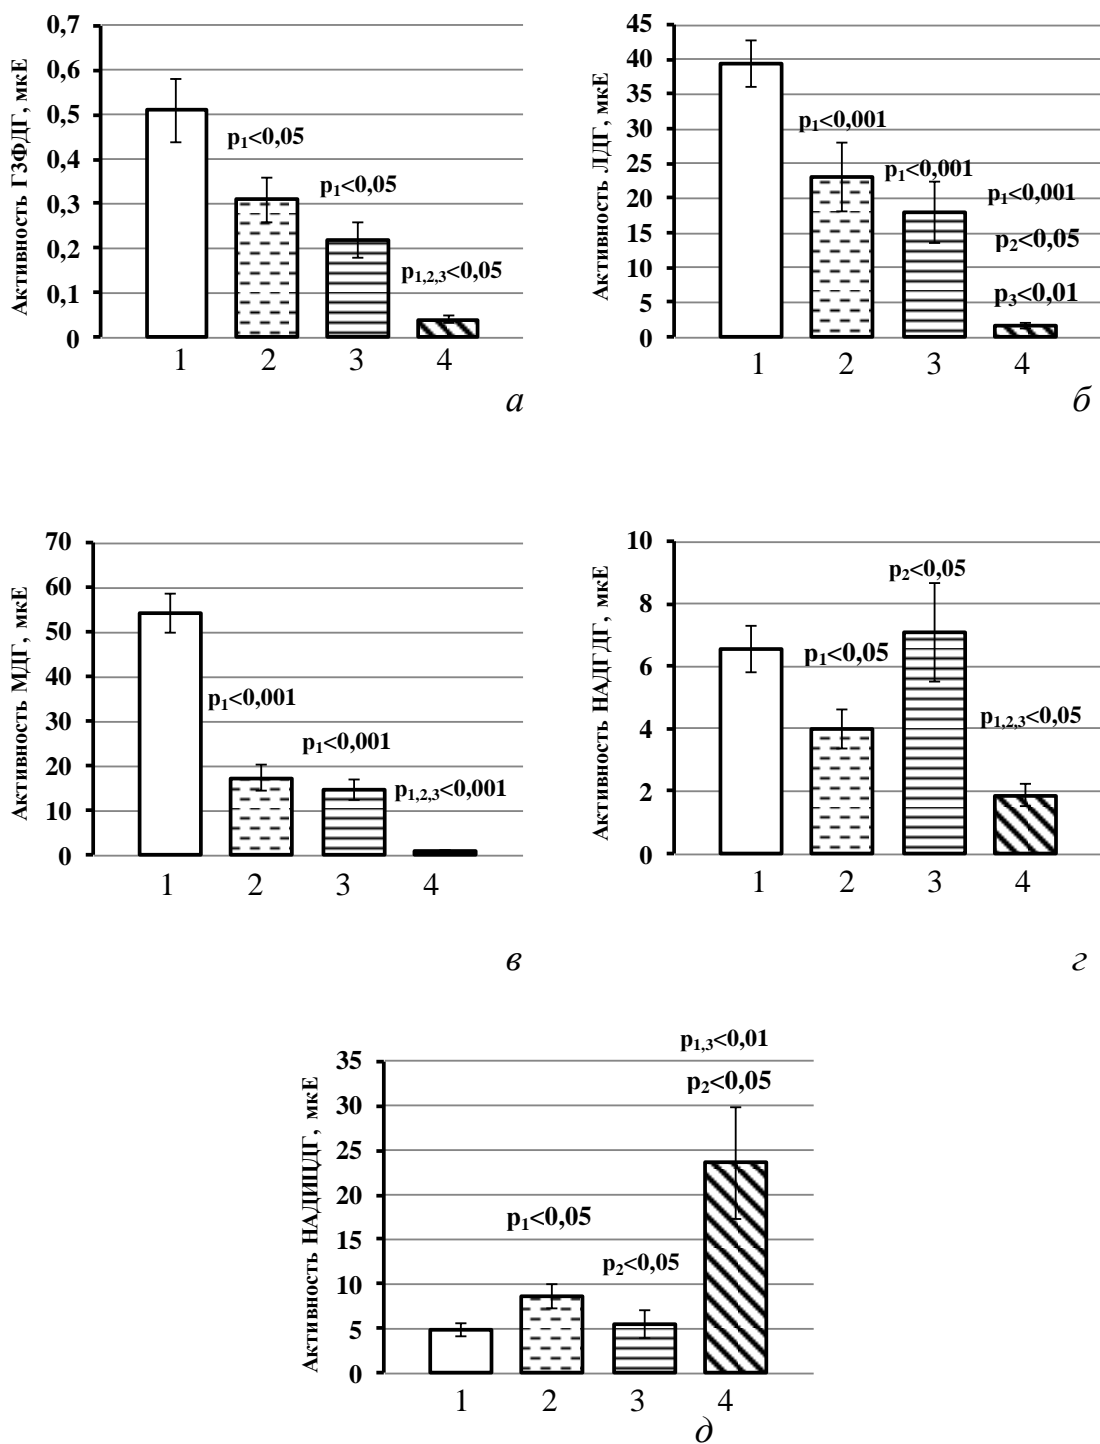 Активность Г3ФДГ, мкЕ
0,7
0,6
0,5
0,4
0,3
0,2
0,1
0
p1<0,05
p1<0,05
p1,2,3<0,05
1 2 3 4
а
Активность ЛДГ, мкЕ
45
40
35
30
25
20
15
10
5
0
p1<0,001
p1<0,001
p1<0,001
p2<0,05
p3<0,01
1 2 3 4
б
Активность МДГ, мкЕ
70
60
50
40
30
20
10
0
p1<0,001
p1<0,001
p1,2,3<0,001
1 2 3 4
в
Активность НАДГДГ, мкЕ
10
8
6
4
2
0
p1<0,05
p2<0,05
p1,2,3<0,05
1 2 3 4
г
Активность НАДИЦДГ, мкЕ
35
30
25
20
15
10
5
0
p1<0,05
p2<0,05
p1,3<0,01
p2<0,05
1 2 3 4
д